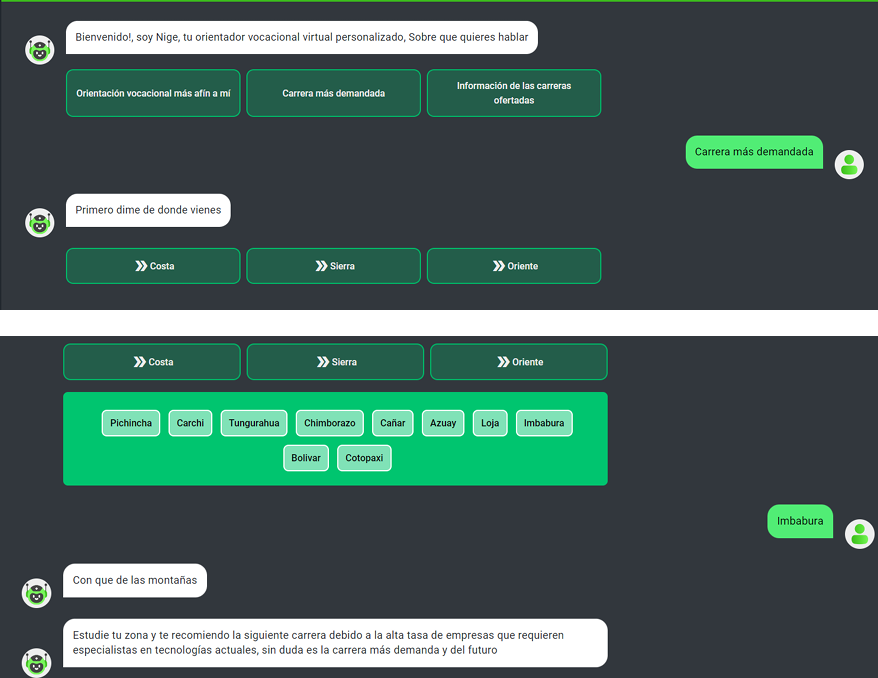 Bienvenido!, soy Nige, tu orientador vocacional virtual personalizado, Sobre que quieres hablar
Orientación vocacional más afín a mí
Carrera más demandada
Información de las carreras
ofertadas
Carrera más demandada
Primero dime de donde vienes
Costa
Sierra
Oriente
Costa
Sierra
Oriente
Pichincha
Carchi
Tungurahua
Chimborazo
Cañar
Azuay
Loja
Imbabura
Bolivar
Cotopaxi
Imbabura
Con que de las montañas
Estudie tu zona y te recomiendo la siguiente carrera debido a la alta tasa de empresas que requieren
especialistas en tecnologías actuales, sin duda es la carrera más demanda y del futuro